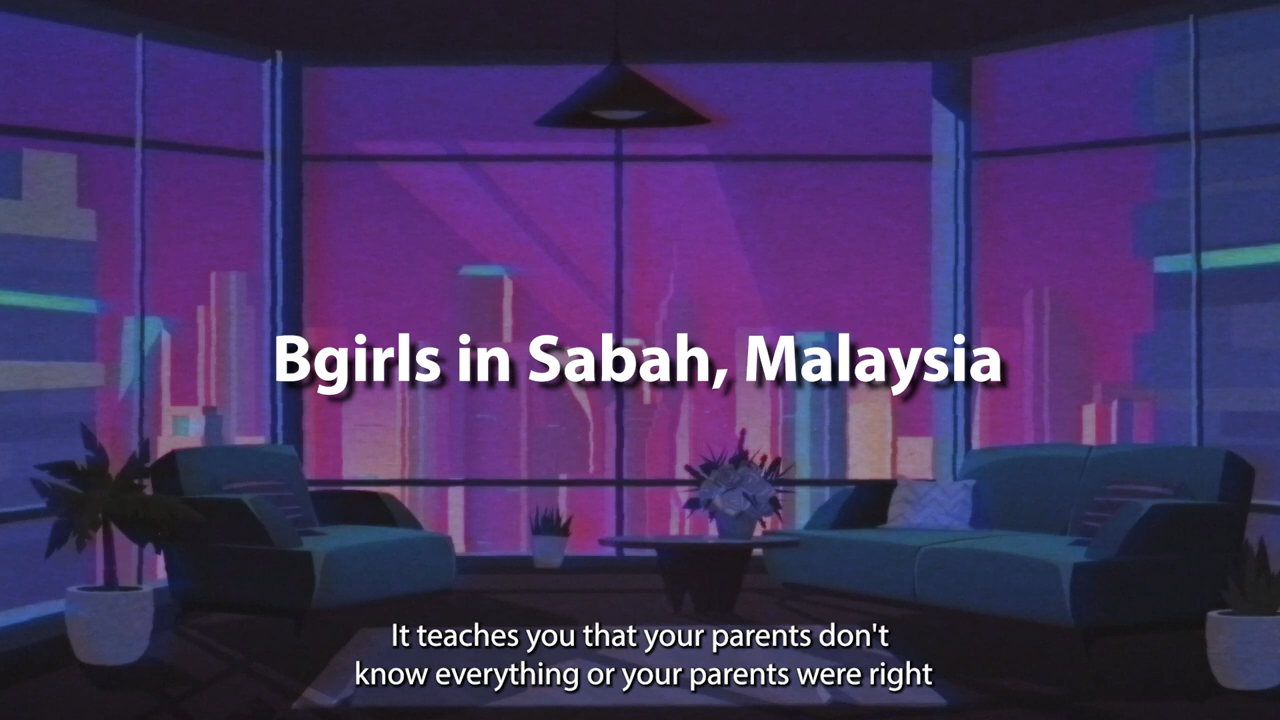 Bgirls in Sabah, Malaysia
It teaches you that your parents don't
know everything or your parents were right